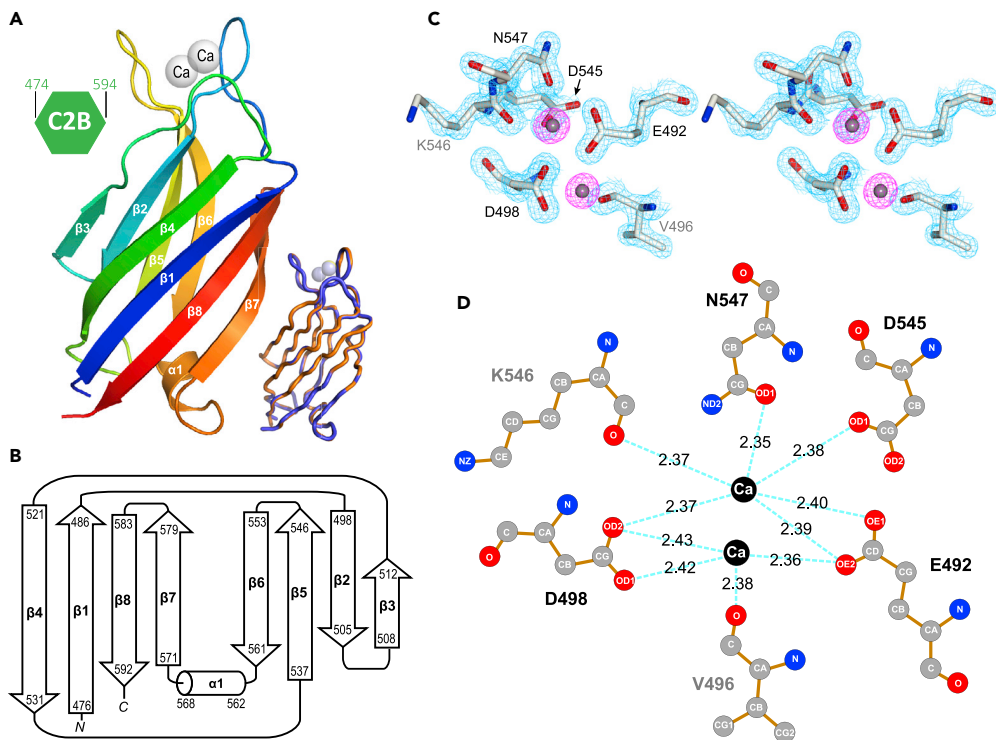 A
474
594
C2B
Ca
Ca
β3
β2
β4
β6
β5
β1
β8
β7
α1
B
521
486
583
579
553
546
498
512
β4
β1
β8
β7
β6
β5
β2
β3
531
476
592
571
561
537
505
508
α1
568
562
N
C
C
N547
D545
K546
E492
D498
V496
D
N547
O
C
CA
CB
N
CG
OD1
ND2
D545
O
C
N
CA
CB
OD1
CG
OD2
K546
N
CB
CA
CD
CG
C
O
NZ
CE
2.35
2.37
2.38
Ca
2.37
2.40
2.39
2.43
Ca
2.36
2.42
2.38
D498
N
C
CA
O
CB
OD2
CG
OD1
E492
OE1
CD
OE2
CG
CB
N
CA
C
O
V496
O
C
N
CA
CB
CG1
CG2